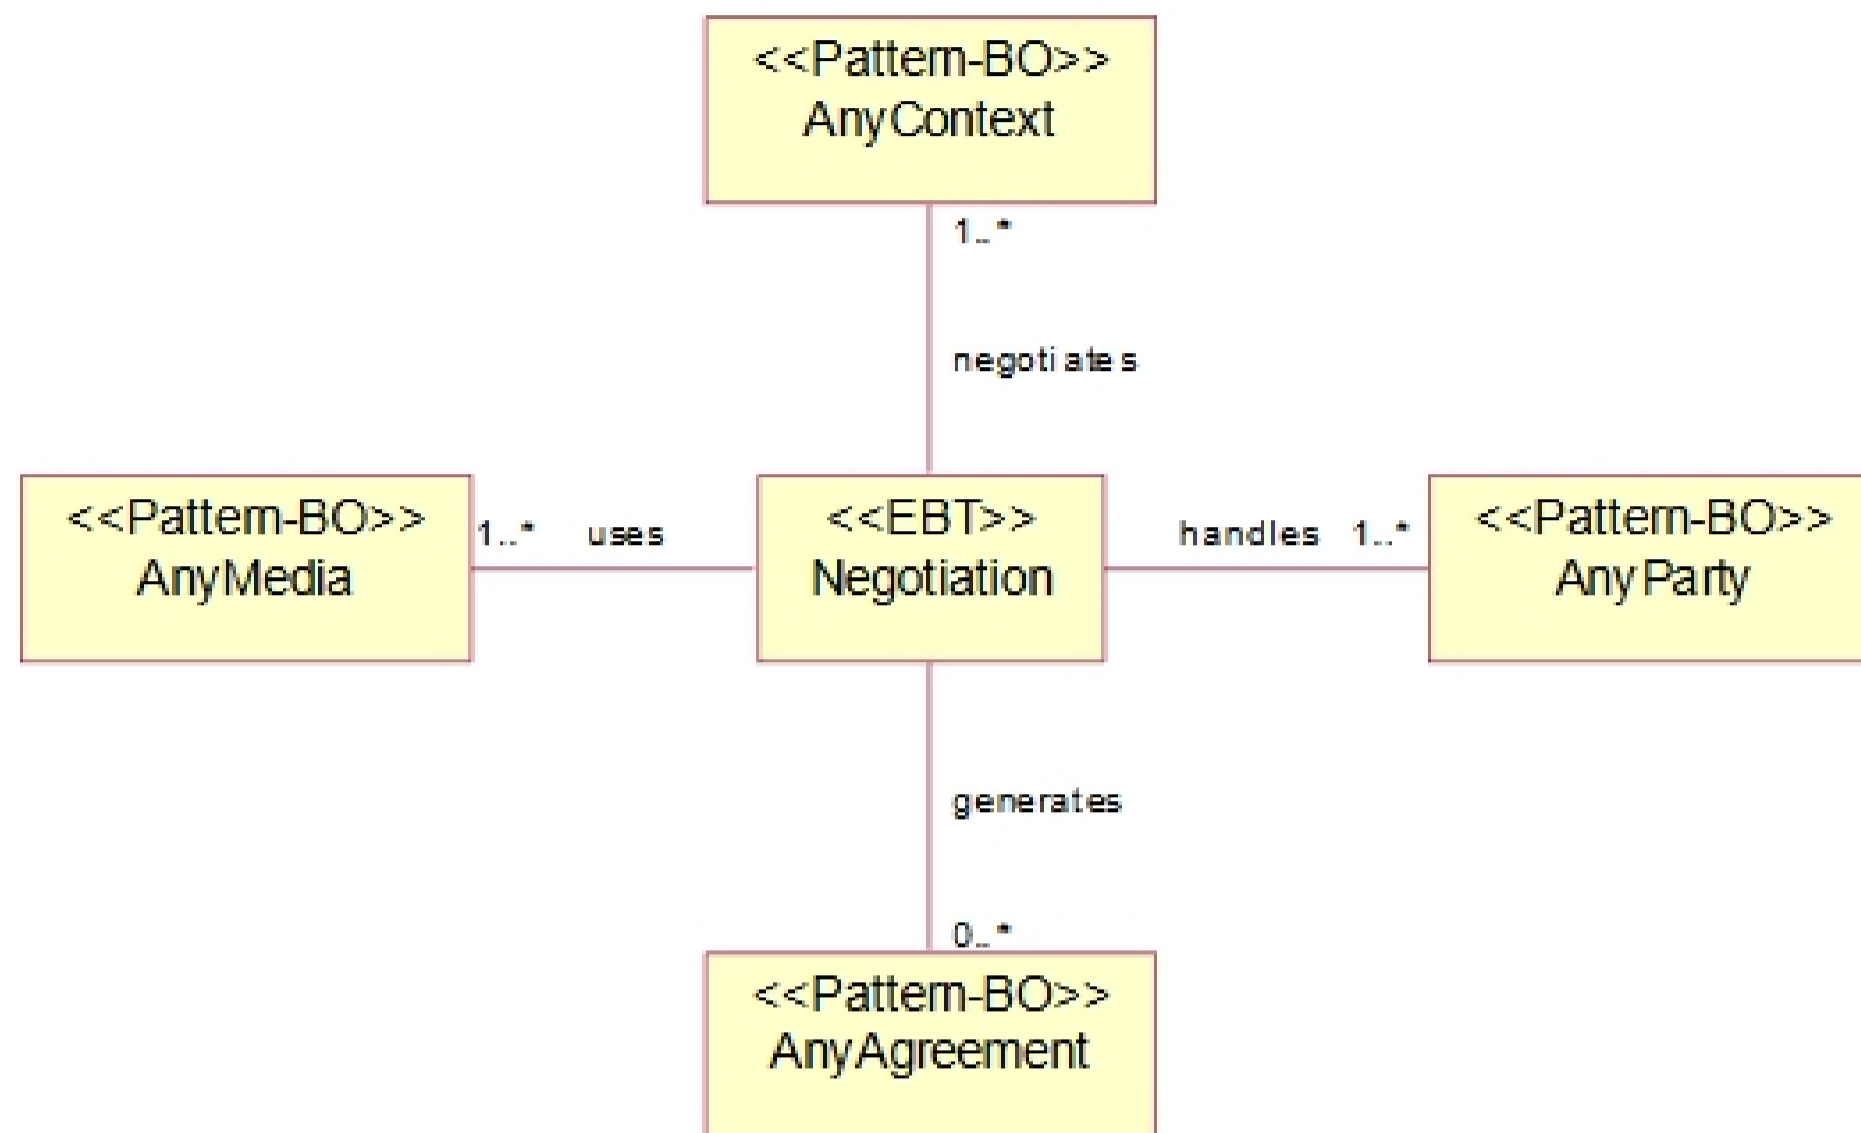 <<Pattern-BO>>
AnyContext
1..*
negotiates
<<Pattern-BO>>
AnyMedia
1..* uses
<<EBT>>
Negotiation
handles 1..*
<<Pattern-BO>>
AnyParty
generates
0..*
<<Pattern-BO>>
AnyAgreement